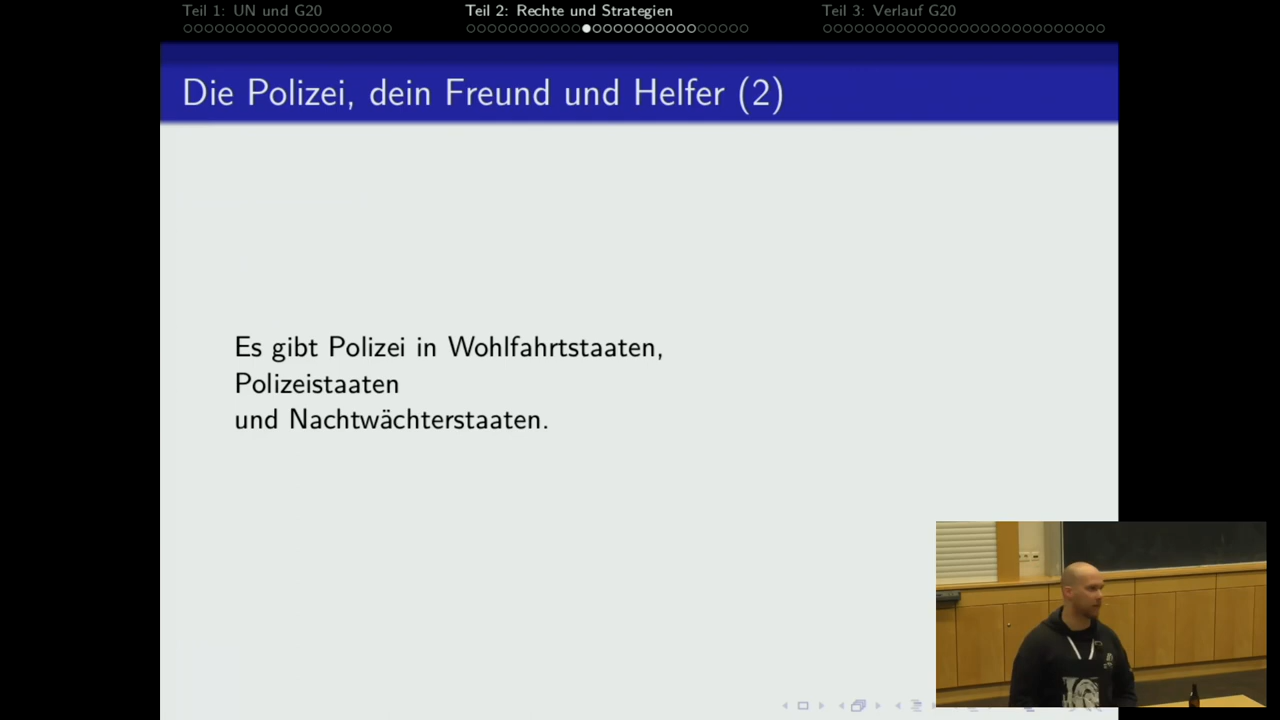 Teil 1: UN und G20
Teil 2: Rechte und Strategien
Teil 3: Verlauf G20
Die Polizei, dein Freund und Helfer (2)
Es gibt Polizei in Wohlfahrtstaaten,
Polizeistaaten
und Nachtwächterstaaten.